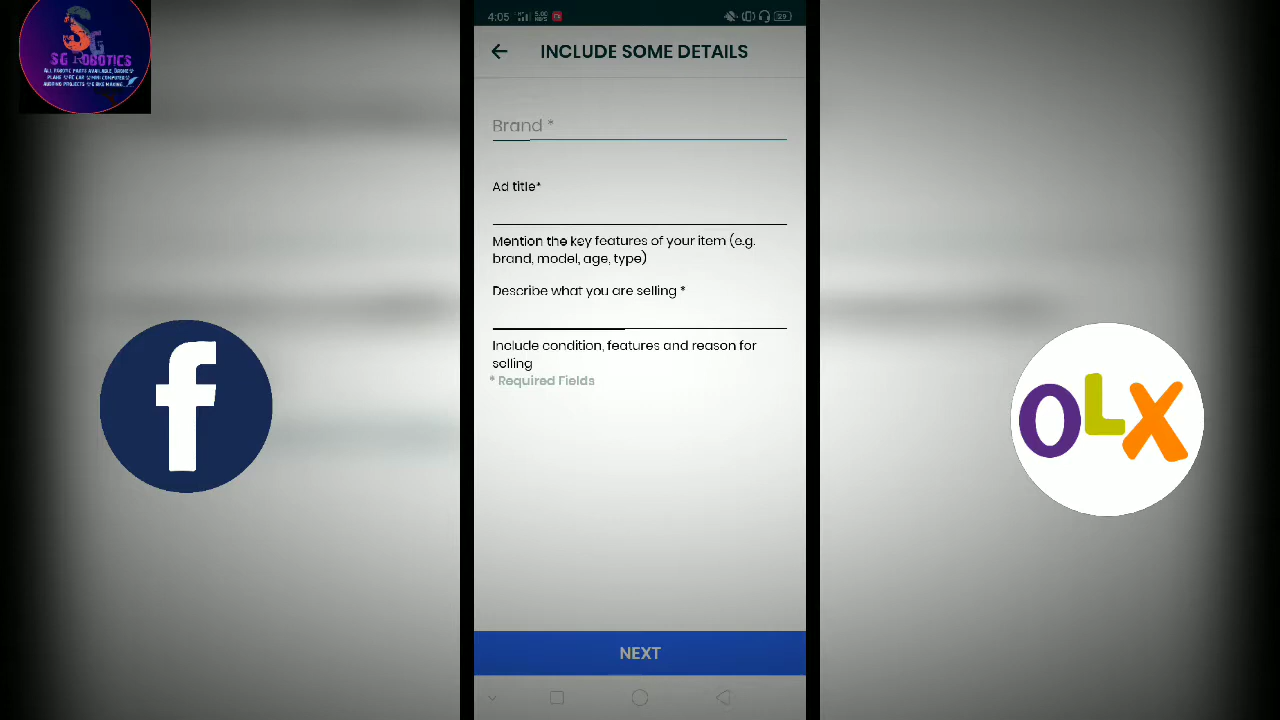 SG
SG ROBOTICS
4:05
INCLUDE SOME DETAILS
Brand *
Ad title*
Mention the key features of your item (e.g.
brand, model, age, type)
Describe what you are selling *
Include condition, features and reason for
selling
* Required Fields
NEXT
f
OLX